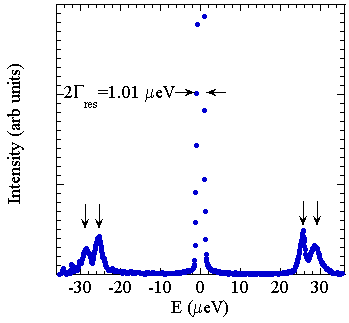 Intensity (arb units)
2Γres=1.01 μeV
-30 -20 -10 0 10 20 30
E (μeV)